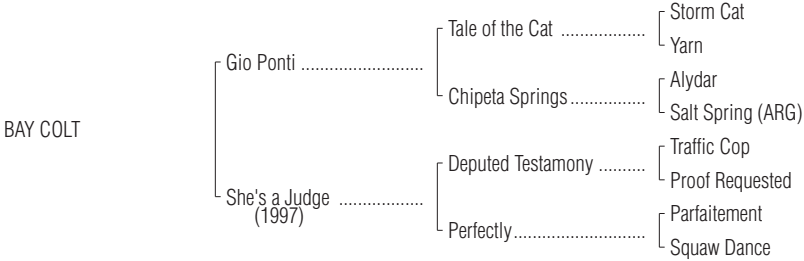 Storm Cat
Tale of the Cat ..................
Yarn
Gio Ponti ..........................
Alydar
Chipeta Springs................
Salt Spring (ARG)
BAY COLT
Traffic Cop
Deputed Testamony ..........
Proof Requested
She's a Judge ..................
(1997)
Parfaitement
Perfectly............................
Squaw Dance